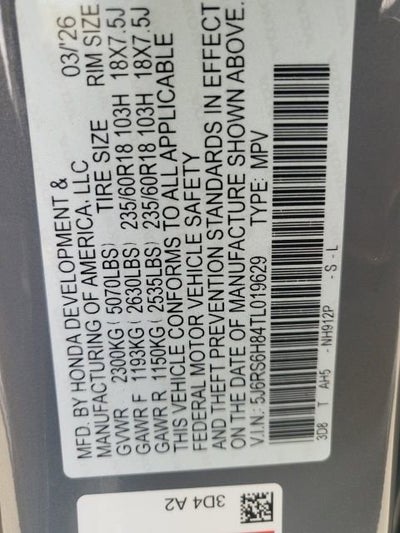 MFD. BY HONDA DEVELOPMENT & 03/'26
MANUFACTURING OF AMERICA, LLC
TIRE SIZE RIM SIZE
GVWR 2300KG ( 5070LBS)
GAWR F 1193KG ( 2630LBS) 235/60R18 103H 18X7.5J
GAWR R 1150KG ( 2535LBS) 235/60R18 103H 18X7.5J
THIS VEHICLE CONFORMS TO ALL APPLICABLE
FEDERAL MOTOR VEHICLE SAFETY
AND THEFT PREVENTION STANDARDS IN EFFECT
ON THE DATE OF MANUFACTURE SHOWN ABOVE.
V.I.N.: 5J6RS6H84TL019629 TYPE: MPV
3D8 T AH5 - NH912P - S - L
3D4 A2